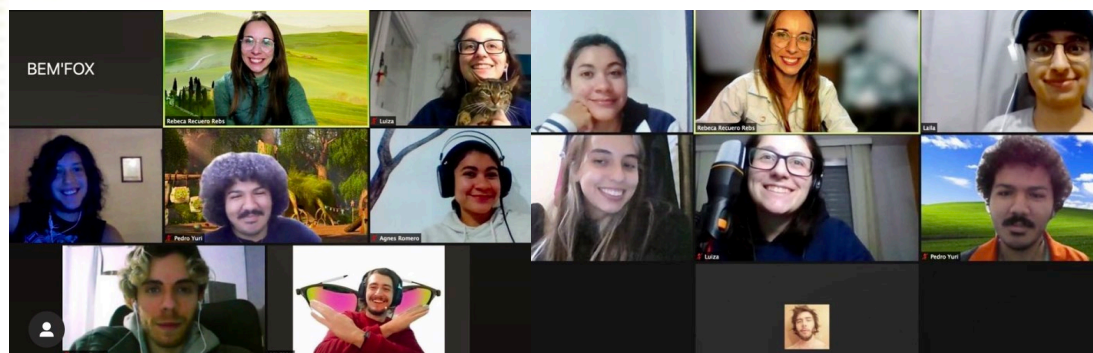 BEM'FOX
Rebeca Recuero Rebs
Luiza
Pedro Yuri
Agnes Romero
Rebeca Recuero Rebs
Laila
Luiza
Pedro Yuri